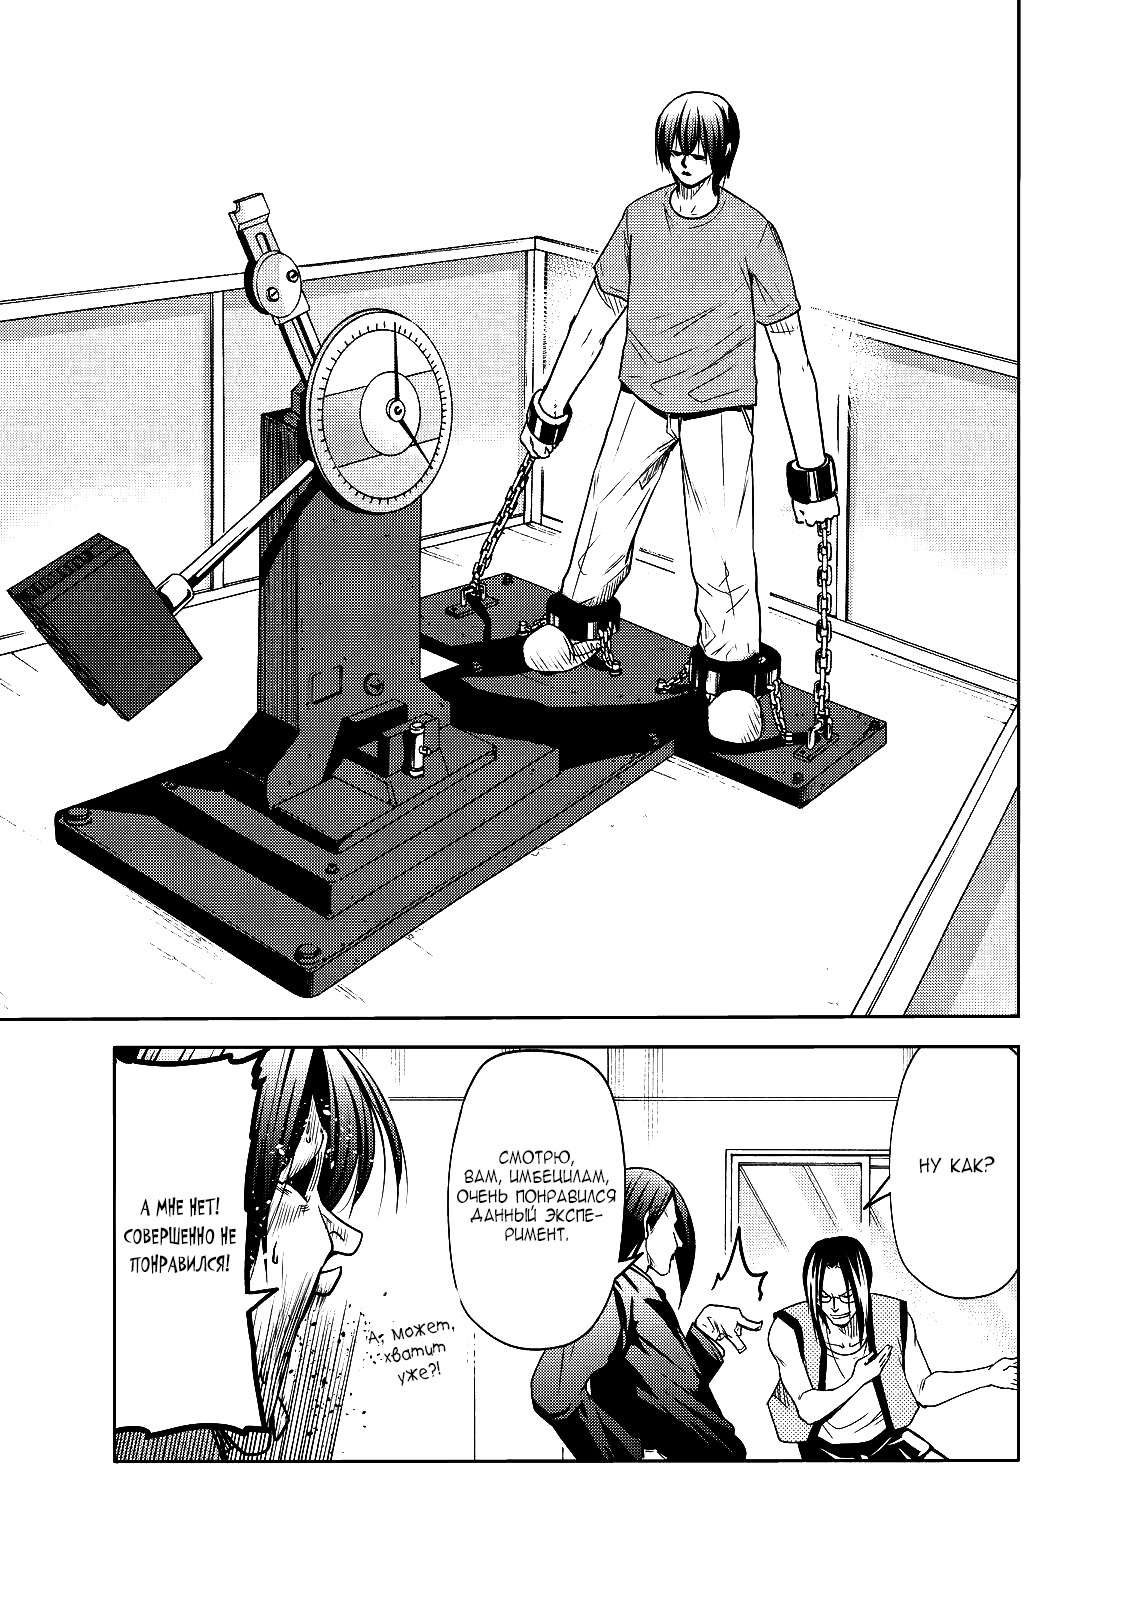 НУ КАК?
СМОТРЮ,
ВАМ, ИМБЕЦИЛАМ,
ОЧЕНЬ ПОНРАВИЛСЯ
ДАННЫЙ ЭКСПЕ-
РИМЕНТ.
А МНЕ НЕТ!
СОВЕРШЕННО НЕ
ПОНРАВИЛСЯ!
А, может,
хватит
уже?!